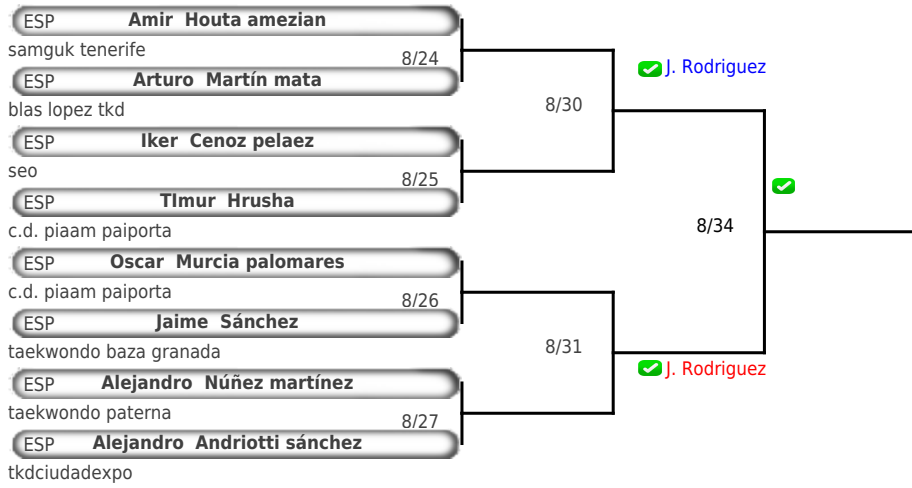 ESP Amir Houta amezian
samguk tenerife
8/24
ESP Arturo Martín mata
blas lopez tkd
8/30
J. Rodriguez
ESP Iker Cenoz pelaez
seo
8/25
ESP TImur Hrusha
c.d. piaam paiporta
8/34
ESP Oscar Murcia palomares
c.d. piaam paiporta
8/26
ESP Jaime Sánchez
taekwondo baza granada
8/31
J. Rodriguez
ESP Alejandro Núñez martínez
taekwondo paterna
8/27
ESP Alejandro Andriotti sánchez
tkdciudadexpo